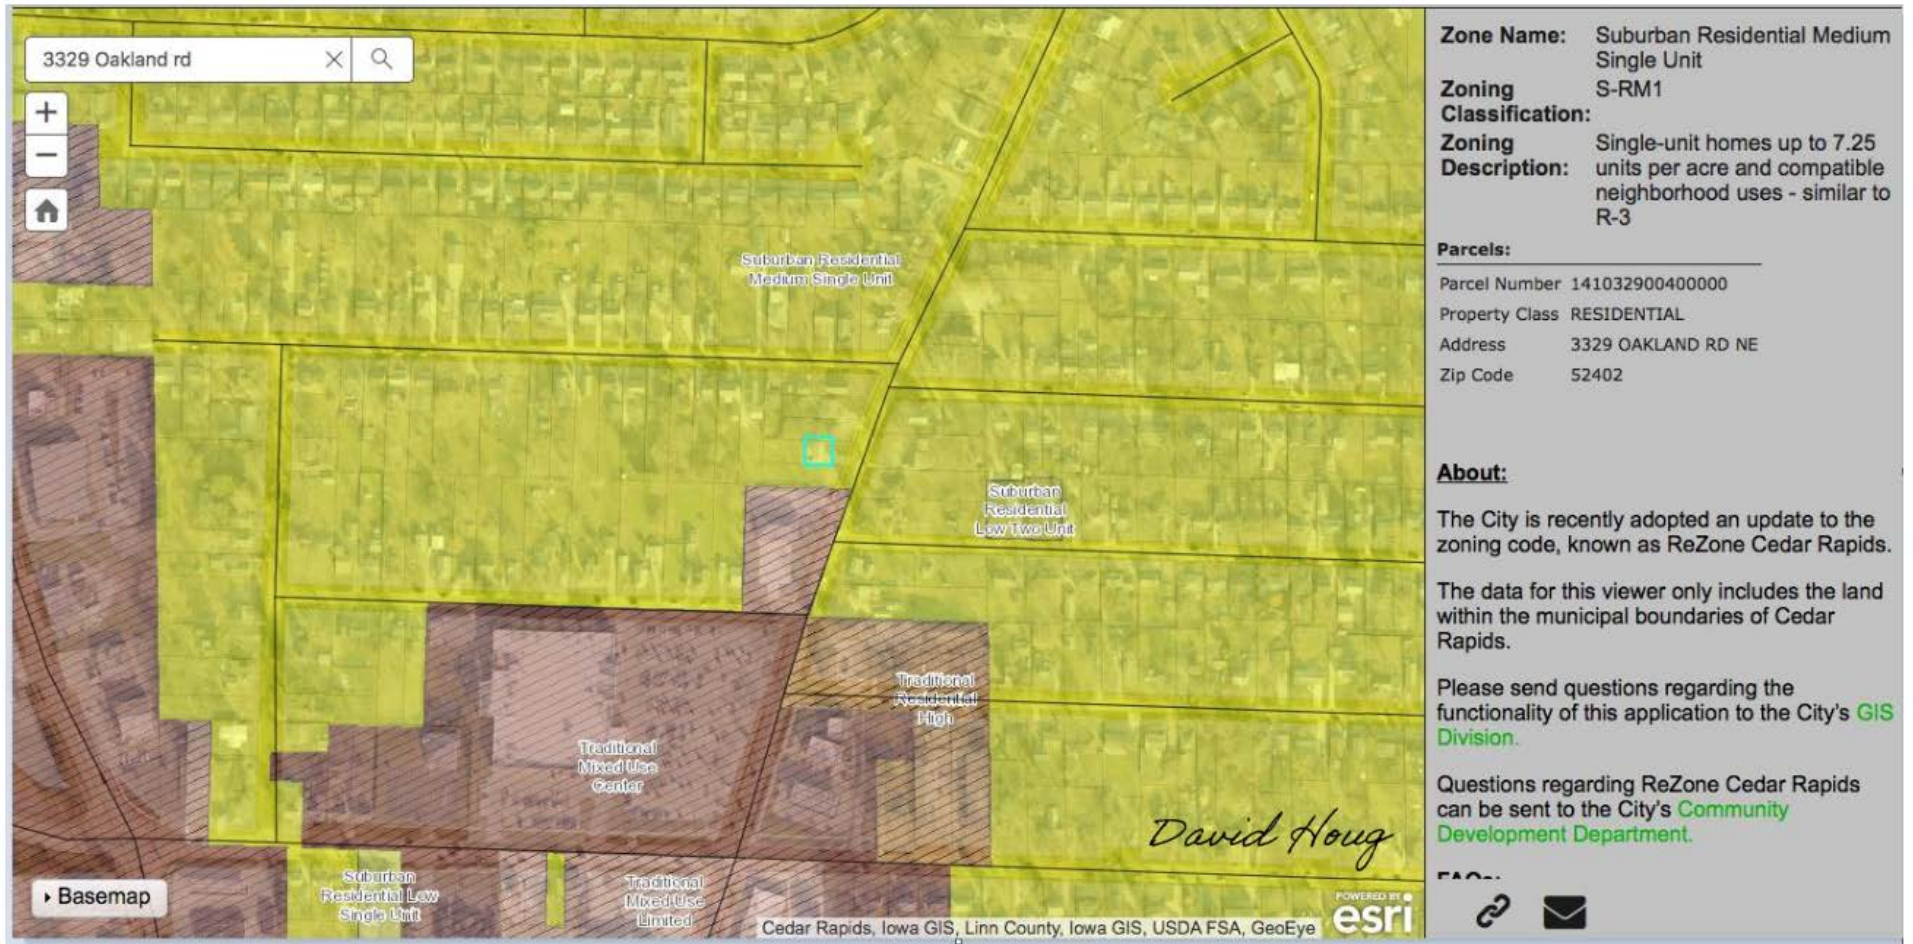 3329 Oakland rd
+
−
Suburban Residential
Medium Single Unit
Suburban
Residential
Low Two Unit
Traditional
Residential
High
Traditional
Mixed Use
Center
David Houg
Suburban
Residential Low
Single Unit
Traditional
Mixed Use
Limited
Basemap
POWERED BY
esri
Cedar Rapids, Iowa GIS, Linn County, Iowa GIS, USDA FSA, GeoEye
Zone Name: Suburban Residential Medium
Single Unit
Zoning S-RM1
Classification:
Zoning Single-unit homes up to 7.25
Description: units per acre and compatible
neighborhood uses - similar to
R-3
Parcels:
Parcel Number 141032900400000
Property Class RESIDENTIAL
Address 3329 OAKLAND RD NE
Zip Code 52402
About:
The City is recently adopted an update to the
zoning code, known as ReZone Cedar Rapids.
The data for this viewer only includes the land
within the municipal boundaries of Cedar
Rapids.
Please send questions regarding the
functionality of this application to the City's GIS
Division.
Questions regarding ReZone Cedar Rapids
can be sent to the City's Community
Development Department.
FAQs: